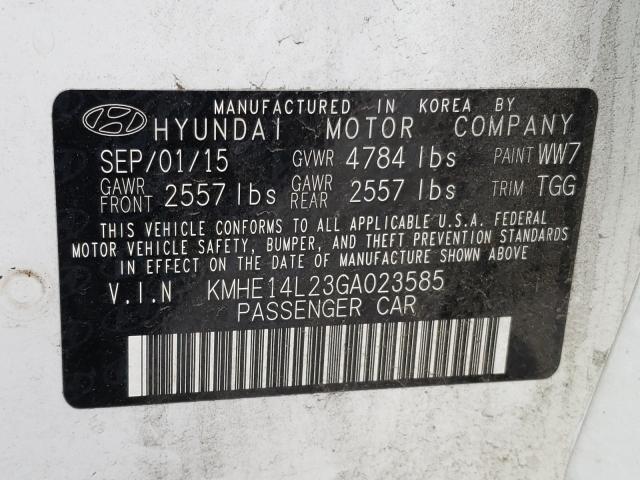 MANUFACTURED IN KOREA BY
HYUNDAI MOTOR COMPANY
SEP/01/15 GVWR 4784 lbs PAINT WW7
GAWR FRONT 2557 lbs GAWR REAR 2557 lbs TRIM TGG
THIS VEHICLE CONFORMS TO ALL APPLICABLE U.S.A. FEDERAL
MOTOR VEHICLE SAFETY, BUMPER, AND THEFT PREVENTION STANDARDS
IN EFFECT ON THE DATE OF MANUFACTURE SHOWN ABOVE
V.I.N KMHE14L23GA023585
PASSENGER CAR